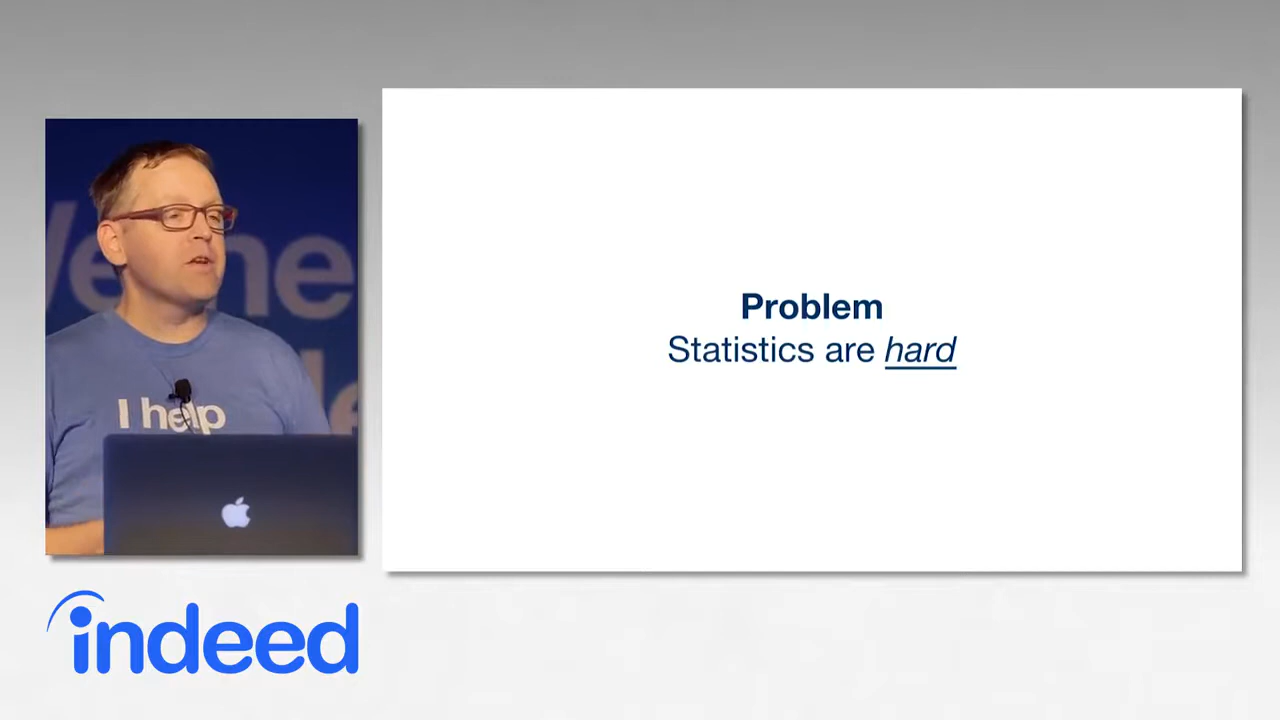 I help
Problem
Statistics are hard
indeed